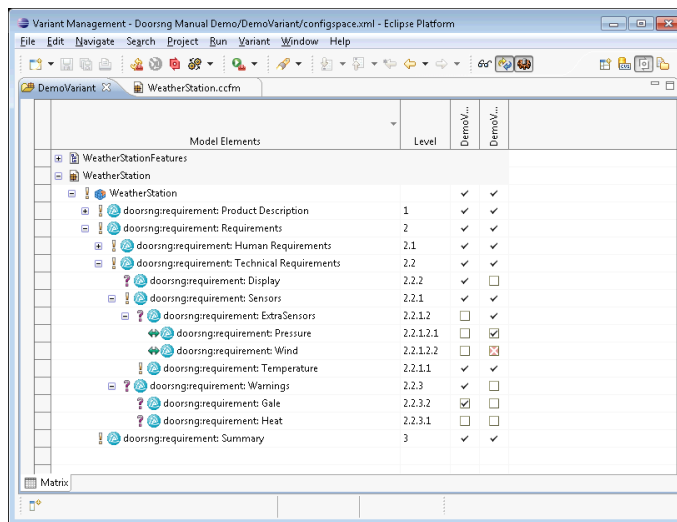 Variant Management - Doorsng Manual Demo/DemoVariant/configspace.xml - Eclipse Platform
File Edit Navigate Search Project Run Variant Window Help
DemoVariant WeatherStation.ccfm
Model Elements Level DemoV... DemoV...
WeatherStationFeatures
WeatherStation
WeatherStation
doorsng:requirement: Product Description 1
doorsng:requirement: Requirements 2
doorsng:requirement: Human Requirements 2.1
doorsng:requirement: Technical Requirements 2.2
doorsng:requirement: Display 2.2.2
doorsng:requirement: Sensors 2.2.1
doorsng:requirement: ExtraSensors 2.2.1.2
doorsng:requirement: Pressure 2.2.1.2.1
doorsng:requirement: Wind 2.2.1.2.2
doorsng:requirement: Temperature 2.2.1.1
doorsng:requirement: Warnings 2.2.3
doorsng:requirement: Gale 2.2.3.2
doorsng:requirement: Heat 2.2.3.1
doorsng:requirement: Summary 3
Matrix